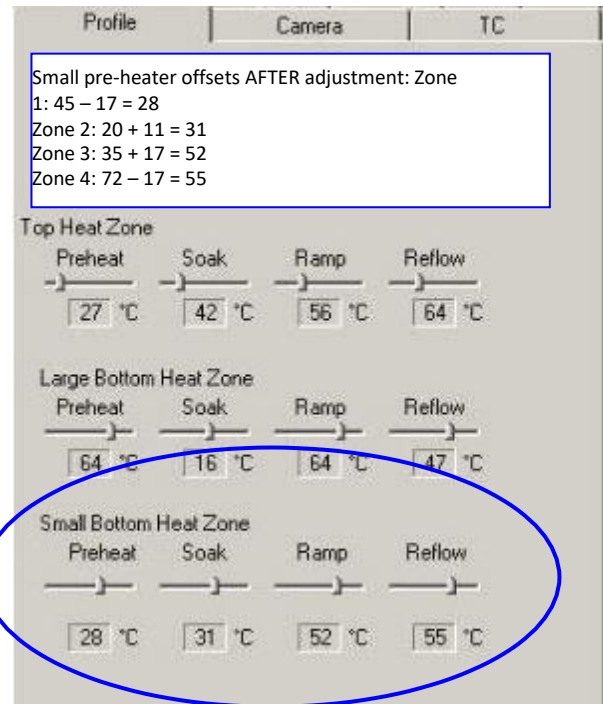 Profile Camera TC
Small pre-heater offsets AFTER adjustment: Zone
1: 45 – 17 = 28
Zone 2: 20 + 11 = 31
Zone 3: 35 + 17 = 52
Zone 4: 72 – 17 = 55
Top Heat Zone
Preheat Soak Ramp Reflow
27 °C 42 °C 56 °C 64 °C
Large Bottom Heat Zone
Preheat Soak Ramp Reflow
64 °C 16 °C 64 °C 47 °C
Small Bottom Heat Zone
Preheat Soak Ramp Reflow
28 °C 31 °C 52 °C 55 °C